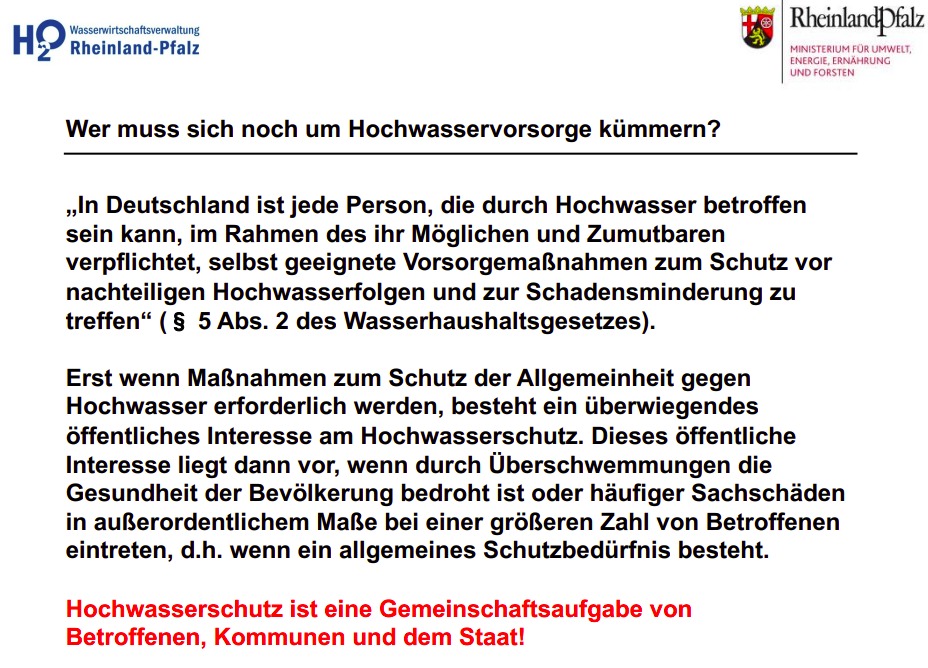 H2O Wasserwirtschaftsverwaltung
Rheinland-Pfalz
RheinlandPfalz
MINISTERIUM FÜR UMWELT,
ENERGIE, ERNÄHRUNG
UND FORSTEN
Wer muss sich noch um Hochwasservorsorge kümmern?
„In Deutschland ist jede Person, die durch Hochwasser betroffen
sein kann, im Rahmen des ihr Möglichen und Zumutbaren
verpflichtet, selbst geeignete Vorsorgemaßnahmen zum Schutz vor
nachteiligen Hochwasserfolgen und zur Schadensminderung zu
treffen“ ( § 5 Abs. 2 des Wasserhaushaltsgesetzes).
Erst wenn Maßnahmen zum Schutz der Allgemeinheit gegen
Hochwasser erforderlich werden, besteht ein überwiegendes
öffentliches Interesse am Hochwasserschutz. Dieses öffentliche
Interesse liegt dann vor, wenn durch Überschwemmungen die
Gesundheit der Bevölkerung bedroht ist oder häufiger Sachschäden
in außerordentlichem Maße bei einer größeren Zahl von Betroffenen
eintreten, d.h. wenn ein allgemeines Schutzbedürfnis besteht.
Hochwasserschutz ist eine Gemeinschaftsaufgabe von
Betroffenen, Kommunen und dem Staat!